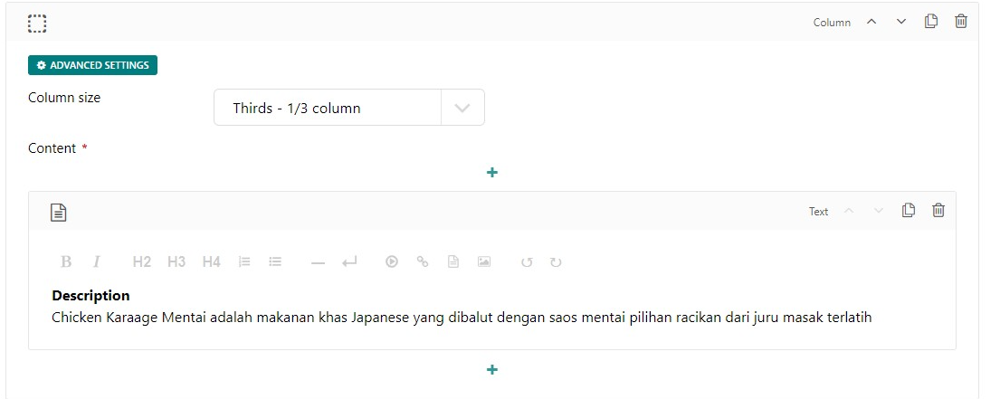 Column
ADVANCED SETTINGS
Column size
Thirds - 1/3 column
Content *
Text
B I H2 H3 H4
Description
Chicken Karaage Mentai adalah makanan khas Japanese yang dibalut dengan saos mentai pilihan racikan dari juru masak terlatih